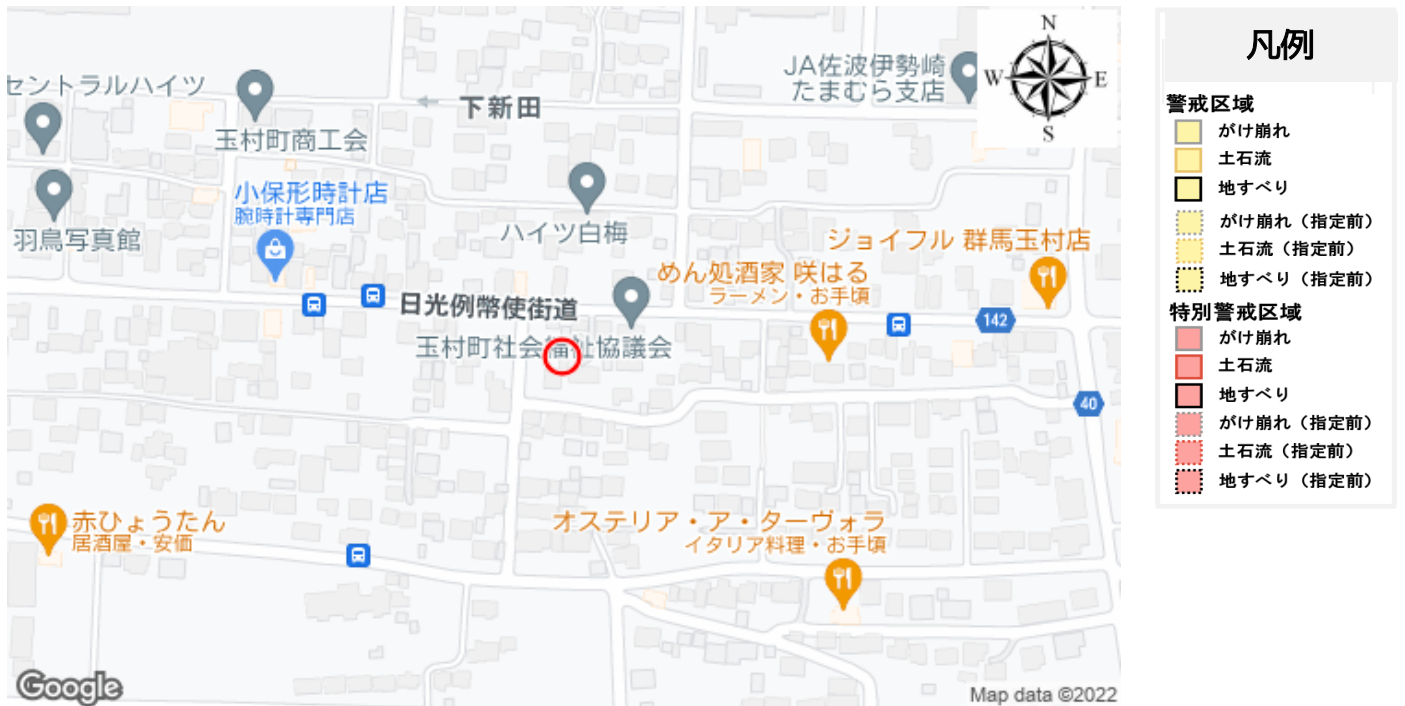 N
W
E
S
セントラルハイツ
玉村町商工会
下新田
JA佐波伊勢崎
たまむら支店
羽鳥写真館
小保形時計店
腕時計専門店
ハイツ白梅
ジョイフル 群馬玉村店
めん処酒家 咲はる
ラーメン・お手頃
日光例幣使街道
142
玉村町社会福祉協議会
40
赤ひょうたん
居酒屋・安価
オステリア・ア・ターヴォラ
イタリア料理・お手頃
Google
Map data ©2022
凡例
警戒区域
がけ崩れ
土石流
地すべり
がけ崩れ（指定前）
土石流（指定前）
地すべり（指定前）
特別警戒区域
がけ崩れ
土石流
地すべり
がけ崩れ（指定前）
土石流（指定前）
地すべり（指定前）